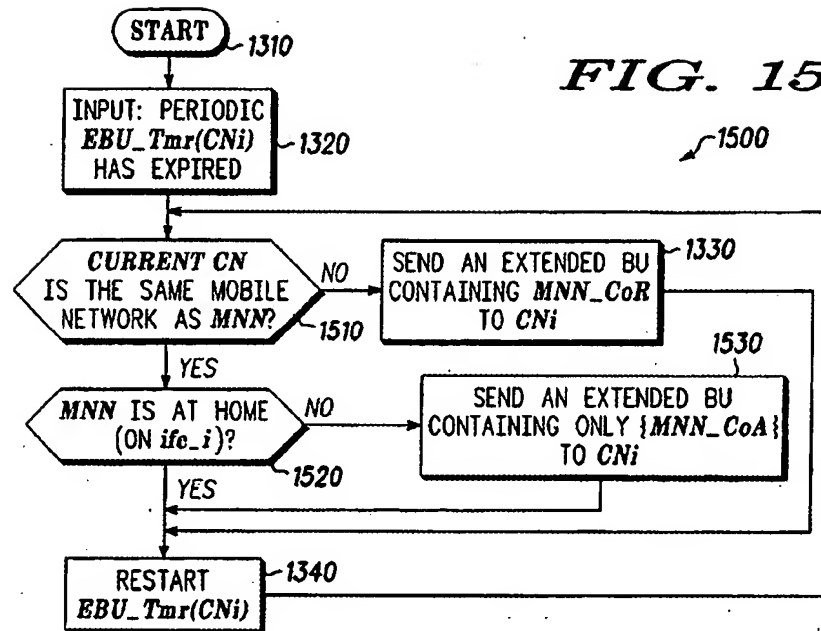 FIG. 15
1500
START
1310
INPUT: PERIODIC
EBU_Tmr(CNi)
HAS EXPIRED
1320
CURRENT CN
IS THE SAME MOBILE
NETWORK AS MNN?
1510
NO
SEND AN EXTENDED BU
CONTAINING MNN_CoR
TO CNi
1330
YES
MNN IS AT HOME
(ON ifc_i)?
1520
NO
SEND AN EXTENDED BU
CONTAINING ONLY {MNN_CoA}
TO CNi
1530
YES
RESTART
EBU_Tmr(CNi)
1340